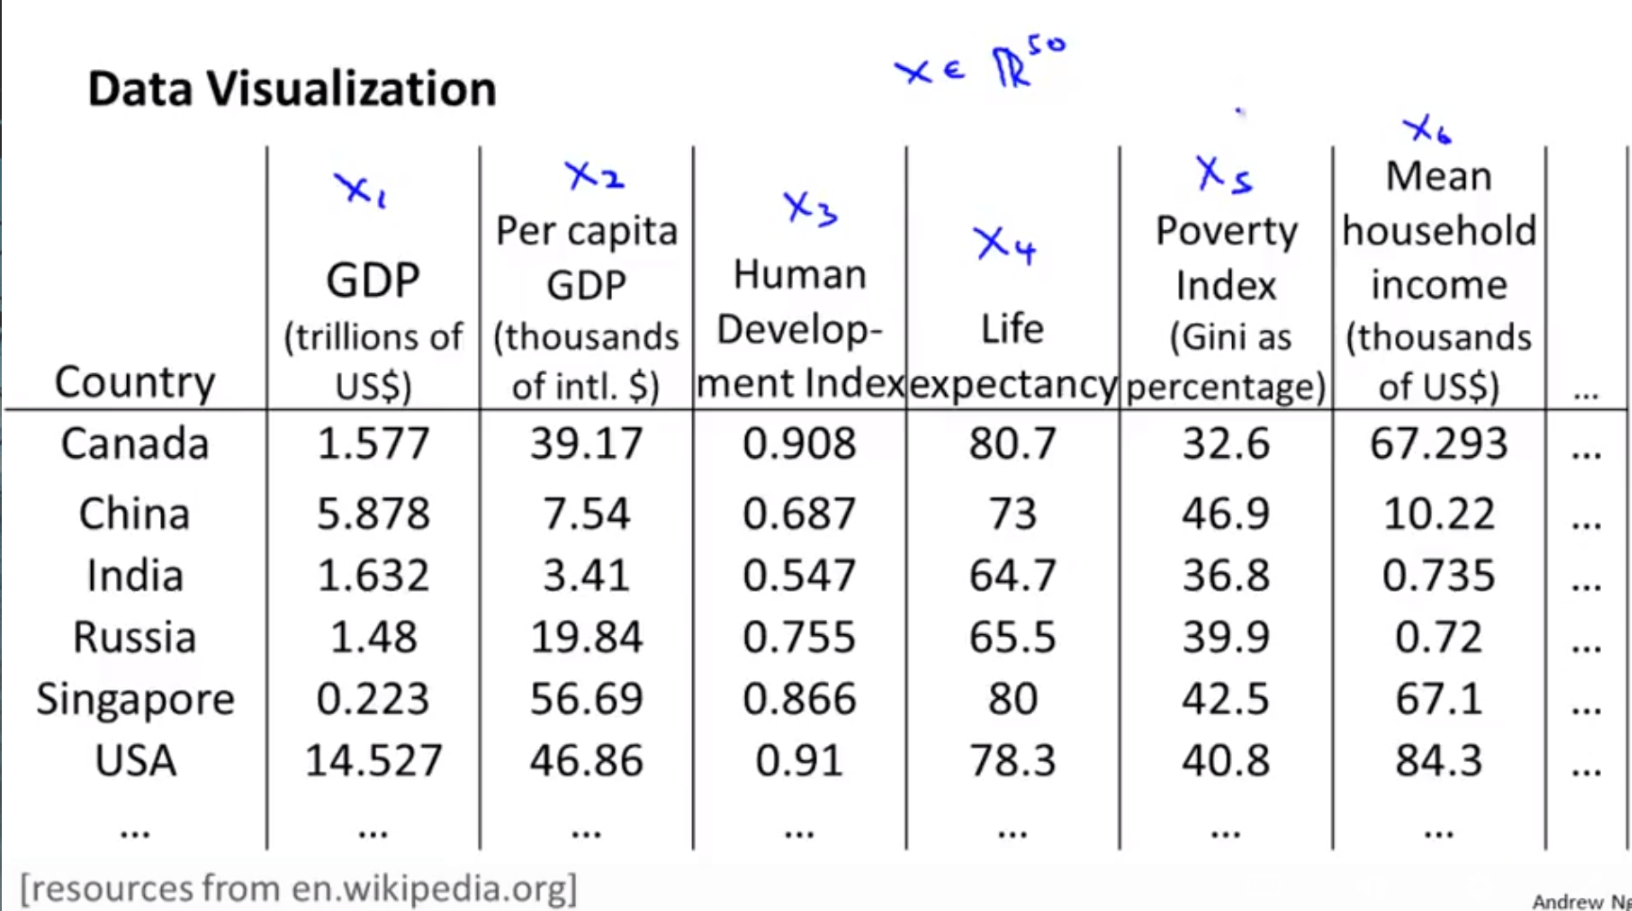 x ∈ ℝ⁵⁰
Data Visualization
x₁ x₂ x₃ x₄ x₅ x₆
Country
GDP
(trillions of
US$)
Per capita
GDP
(thousands
of intl. $)
Human
Develop-
ment Index
Life
expectancy
Poverty
Index
(Gini as
percentage)
Mean
household
income
(thousands
of US$)
...
Canada 1.577 39.17 0.908 80.7 32.6 67.293 ...
China 5.878 7.54 0.687 73 46.9 10.22 ...
India 1.632 3.41 0.547 64.7 36.8 0.735 ...
Russia 1.48 19.84 0.755 65.5 39.9 0.72 ...
Singapore 0.223 56.69 0.866 80 42.5 67.1 ...
USA 14.527 46.86 0.91 78.3 40.8 84.3 ...
... ... ... ... ... ... ...
[resources from en.wikipedia.org]
Andrew Ng